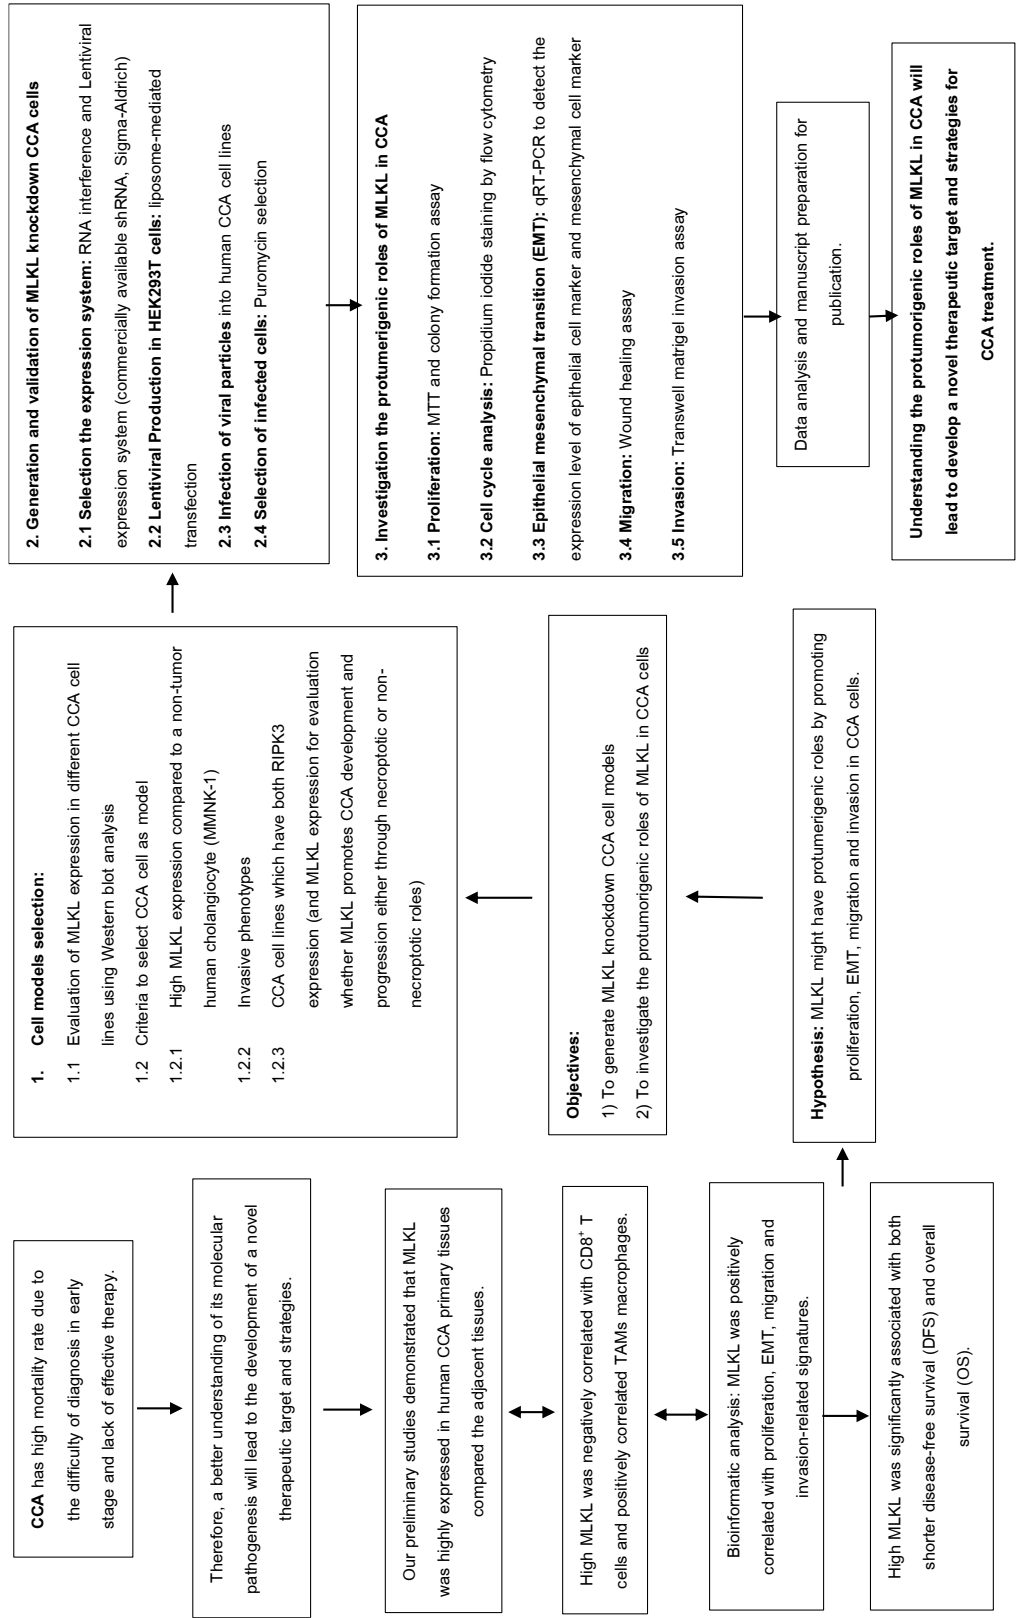 CCA has high mortality rate due to
the difficulty of diagnosis in early
stage and lack of effective therapy.
Therefore, a better understanding of its molecular
pathogenesis will lead to the development of a novel
therapeutic target and strategies.
Our preliminary studies demonstrated that MLKL
was highly expressed in human CCA primary tissues
compared the adjacent tissues.
High MLKL was negatively correlated with CD8⁺ T
cells and positively correlated TAMs macrophages.
Bioinformatic analysis: MLKL was positively
correlated with proliferation, EMT, migration and
invasion-related signatures.
High MLKL was significantly associated with both
shorter disease-free survival (DFS) and overall
survival (OS).
Hypothesis: MLKL might have protumerigenic roles by promoting
proliferation, EMT, migration and invasion in CCA cells.
Objectives:
1) To generate MLKL knockdown CCA cell models
2) To investigate the protumorigenic roles of MLKL in CCA cells
1. Cell models selection:
1.1 Evaluation of MLKL expression in different CCA cell
lines using Western blot analysis
1.2 Criteria to select CCA cell as model
1.2.1 High MLKL expression compared to a non-tumor
human cholangiocyte (MMNK-1)
1.2.2 Invasive phenotypes
1.2.3 CCA cell lines which have both RIPK3
expression (and MLKL expression for evaluation
whether MLKL promotes CCA development and
progression either through necroptotic or non-
necroptotic roles)
2. Generation and validation of MLKL knockdown CCA cells
2.1 Selection the expression system: RNA interference and Lentiviral
expression system (commercially available shRNA, Sigma-Aldrich)
2.2 Lentiviral Production in HEK293T cells: liposome-mediated
transfection
2.3 Infection of viral particles into human CCA cell lines
2.4 Selection of infected cells: Puromycin selection
3. Investigation the protumerigenic roles of MLKL in CCA
3.1 Proliferation: MTT and colony formation assay
3.2 Cell cycle analysis: Propidium iodide staining by flow cytometry
3.3 Epithelial mesenchymal transition (EMT): qRT-PCR to detect the
expression level of epithelial cell marker and mesenchymal cell marker
3.4 Migration: Wound healing assay
3.5 Invasion: Transwell matrigel invasion assay
Data analysis and manuscript preparation for
publication.
Understanding the protumorigenic roles of MLKL in CCA will
lead to develop a novel therapeutic target and strategies for
CCA treatment.